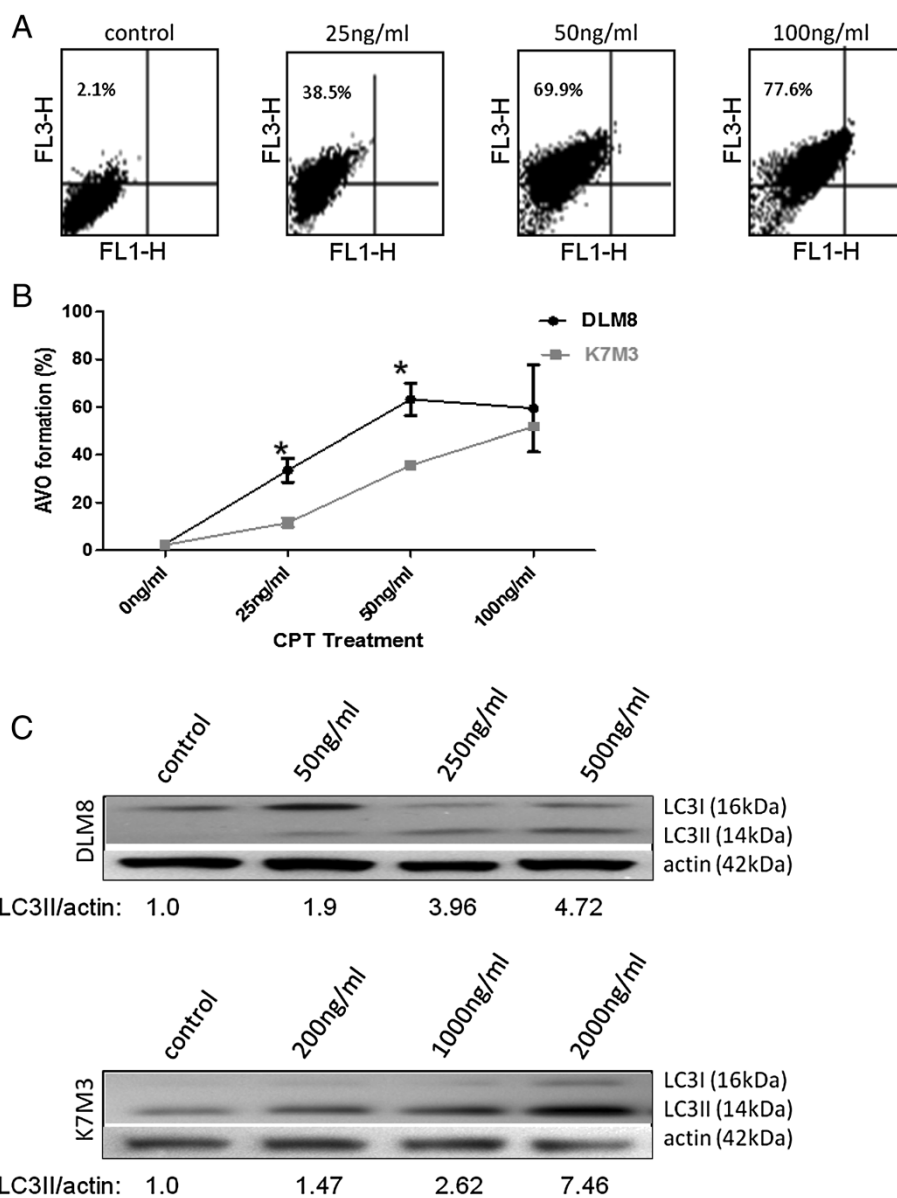 A
control 25ng/ml 50ng/ml 100ng/ml
2.1% 38.5% 69.9% 77.6%
FL3-H FL3-H FL3-H FL3-H
FL1-H FL1-H FL1-H FL1-H
B
100
80
60
40
20
0
AVO formation (%)
DLM8
K7M3
* *
0ng/ml 25ng/ml 50ng/ml 100ng/ml
CPT Treatment
C
control 50ng/ml 250ng/ml 500ng/ml
DLM8
LC3I (16kDa)
LC3II (14kDa)
actin (42kDa)
LC3II/actin: 1.0 1.9 3.96 4.72
control 200ng/ml 1000ng/ml 2000ng/ml
K7M3
LC3I (16kDa)
LC3II (14kDa)
actin (42kDa)
LC3II/actin: 1.0 1.47 2.62 7.46